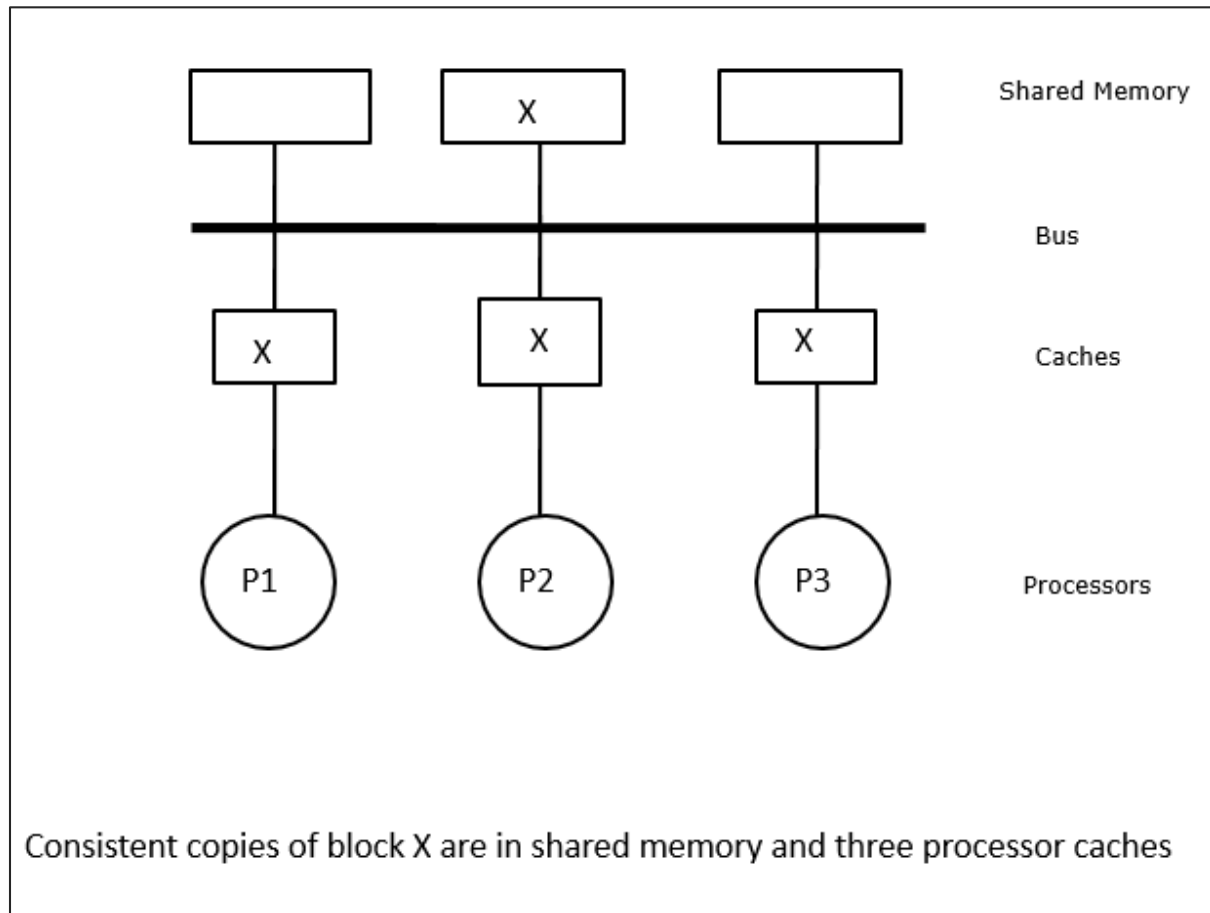 X
Shared Memory
Bus
X
X
X
Caches
P1
P2
P3
Processors
Consistent copies of block X are in shared memory and three processor caches